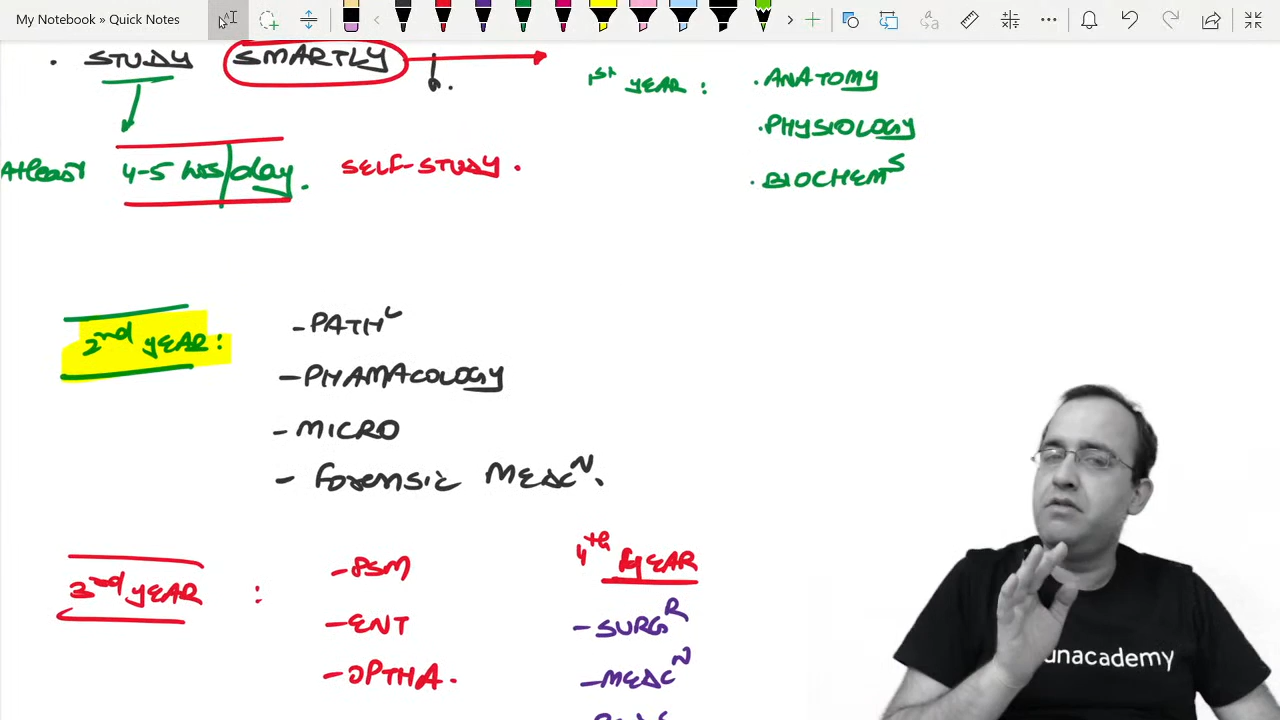 My Notebook » Quick Notes
. STUDY SMARTLY
1st YEAR :
. ANATOMY
. PHYSIOLOGY
. BIOCHEMS
Atleast 4-5 hrs/day. SELF-STUDY .
2nd YEAR :
- PATH
- PHAMACOLOGY
- MICRO
- Forensic MEDCN.
3nd YEAR :
- PSM
- ENT
- OPTHA .
4th YEAR
- SURGR
- MEDCN
unacademy